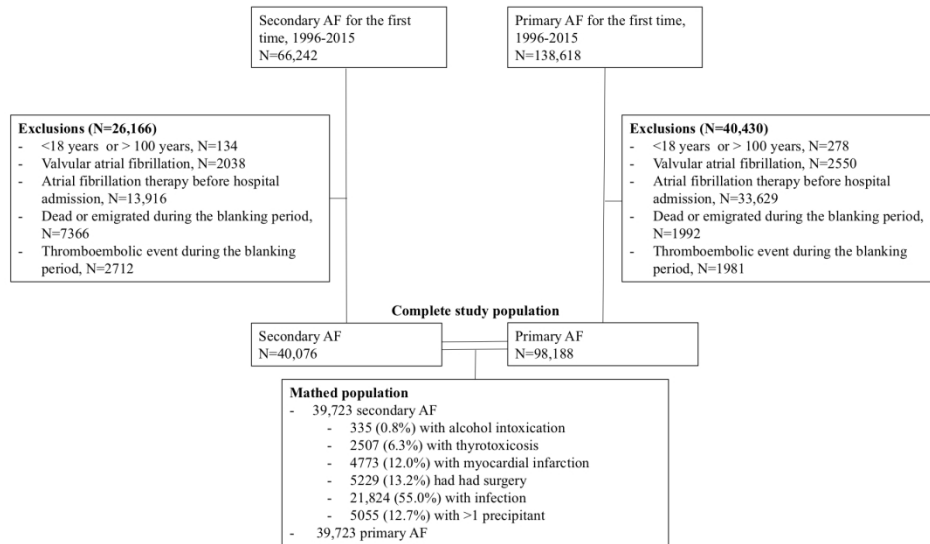 Secondary AF for the first
time, 1996-2015
N=66,242
Primary AF for the first time,
1996-2015
N=138,618
Exclusions (N=26,166)
- <18 years or > 100 years, N=134
- Valvular atrial fibrillation, N=2038
- Atrial fibrillation therapy before hospital
admission, N=13,916
- Dead or emigrated during the blanking period,
N=7366
- Thromboembolic event during the blanking
period, N=2712
Exclusions (N=40,430)
- <18 years or > 100 years, N=278
- Valvular atrial fibrillation, N=2550
- Atrial fibrillation therapy before hospital
admission, N=33,629
- Dead or emigrated during the blanking
period, N=1992
- Thromboembolic event during the blanking
period, N=1981
Complete study population
Secondary AF
N=40,076
Primary AF
N=98,188
Mathed population
- 39,723 secondary AF
- 335 (0.8%) with alcohol intoxication
- 2507 (6.3%) with thyrotoxicosis
- 4773 (12.0%) with myocardial infarction
- 5229 (13.2%) had had surgery
- 21,824 (55.0%) with infection
- 5055 (12.7%) with >1 precipitant
- 39,723 primary AF